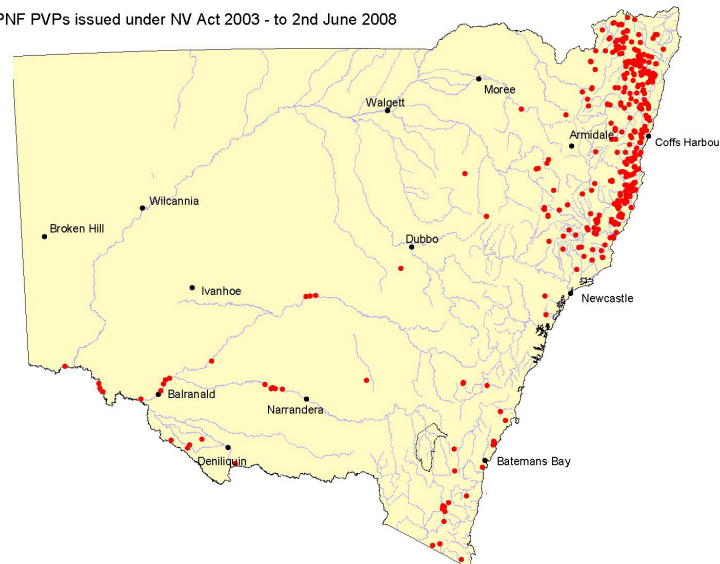 PNF PVPs issued under NV Act 2003 - to 2nd June 2008
Moree
Walgett
Armidale
Coffs Harbou
Wilcannia
Broken Hill
Dubbo
Ivanhoe
Newcastle
Balranald
Narrandera
Deniliquin
Batemans Bay